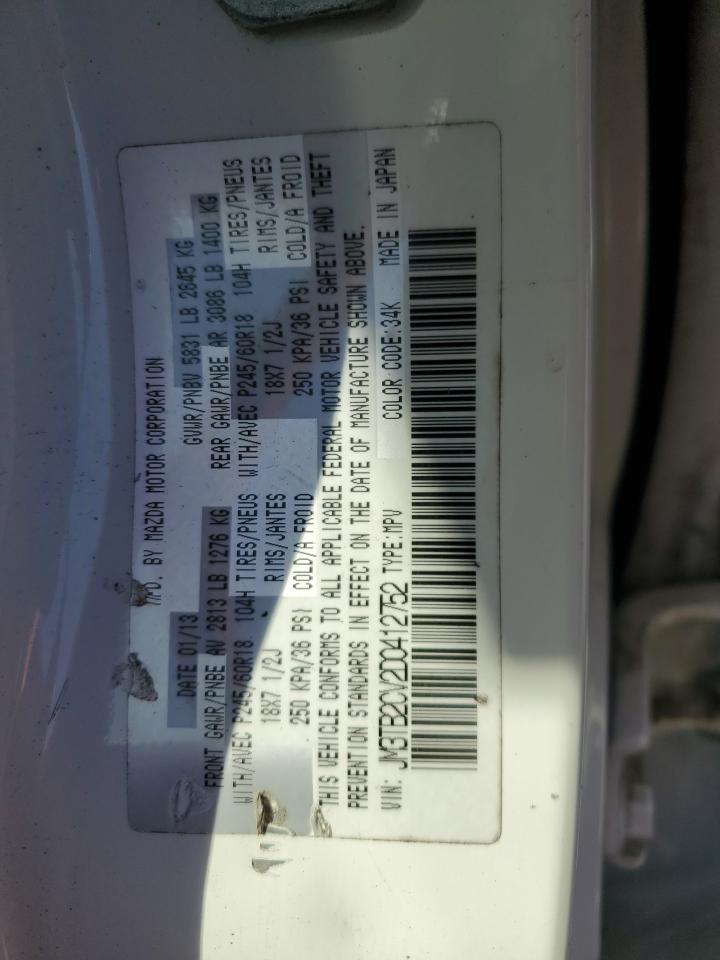 MFD. BY MAZDA MOTOR CORPORATION
DATE 01/13 GVWR/PNBV 5831 LB 2645 KG
FRONT GAWR/PNBE AV 2813 LB 1276 KG REAR GAWR/PNBE AR 3086 LB 1400 KG
WITH/AVEC P245/60R18 104H TIRES/PNEUS WITH/AVEC P245/60R18 104H TIRES/PNEUS
18X7 1/2J RIMS/JANTES 18X7 1/2J RIMS/JANTES
250 KPA/36 PSI COLD/A FROID 250 KPA/36 PSI COLD/A FROID
THIS VEHICLE CONFORMS TO ALL APPLICABLE FEDERAL MOTOR VEHICLE SAFETY AND THEFT
PREVENTION STANDARDS IN EFFECT ON THE DATE OF MANUFACTURE SHOWN ABOVE.
VIN: JM3TB2CV2D0412752 TYPE:MPV COLOR CODE:34K MADE IN JAPAN